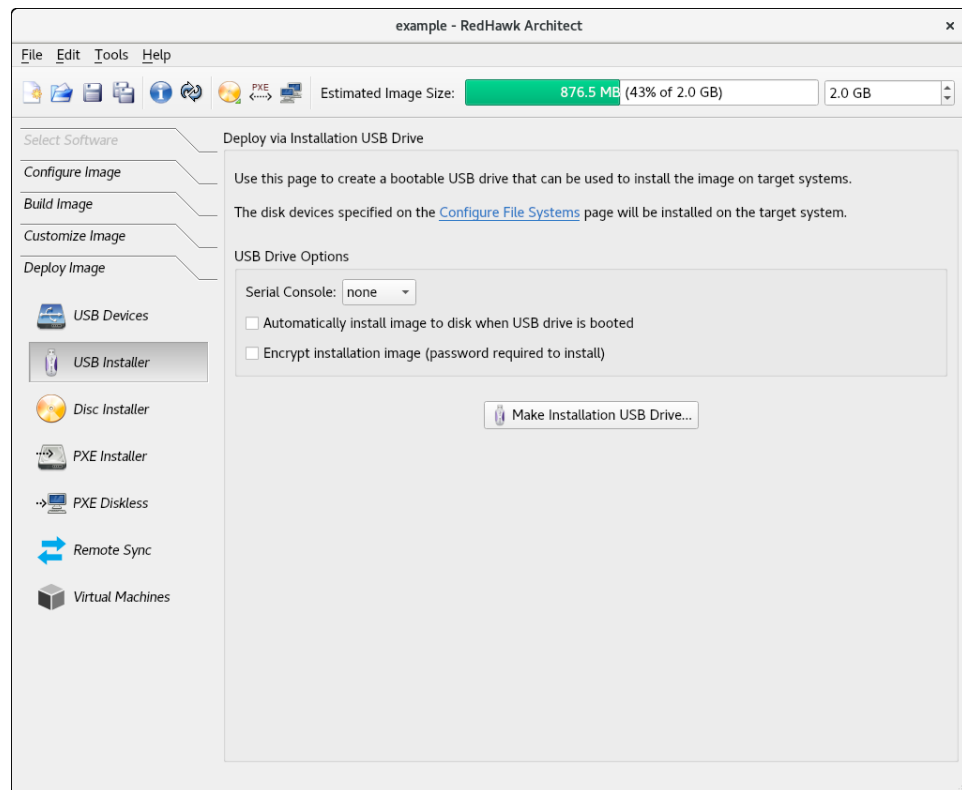 example - RedHawk Architect
×
File Edit Tools Help
PXE
Estimated Image Size:
876.5 MB (43% of 2.0 GB)
2.0 GB
Select Software
Configure Image
Build Image
Customize Image
Deploy Image
USB Devices
USB Installer
Disc Installer
PXE Installer
PXE Diskless
Remote Sync
Virtual Machines
Deploy via Installation USB Drive
Use this page to create a bootable USB drive that can be used to install the image on target systems.
The disk devices specified on the Configure File Systems page will be installed on the target system.
USB Drive Options
Serial Console: none
Automatically install image to disk when USB drive is booted
Encrypt installation image (password required to install)
Make Installation USB Drive...